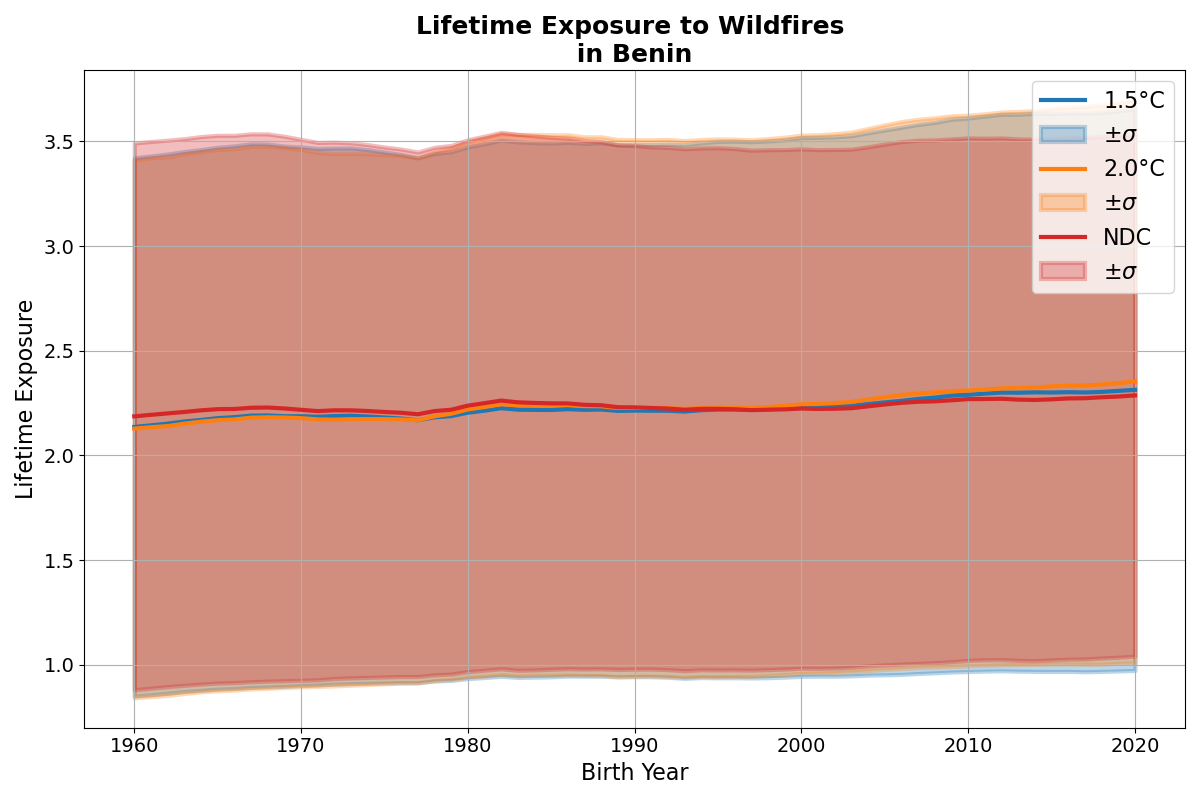 Lifetime Exposure to Wildfires
in Benin
1.5°C
±σ
2.0°C
±σ
NDC
±σ
Lifetime Exposure
3.5
3.0
2.5
2.0
1.5
1.0
1960 1970 1980 1990 2000 2010 2020
Birth Year